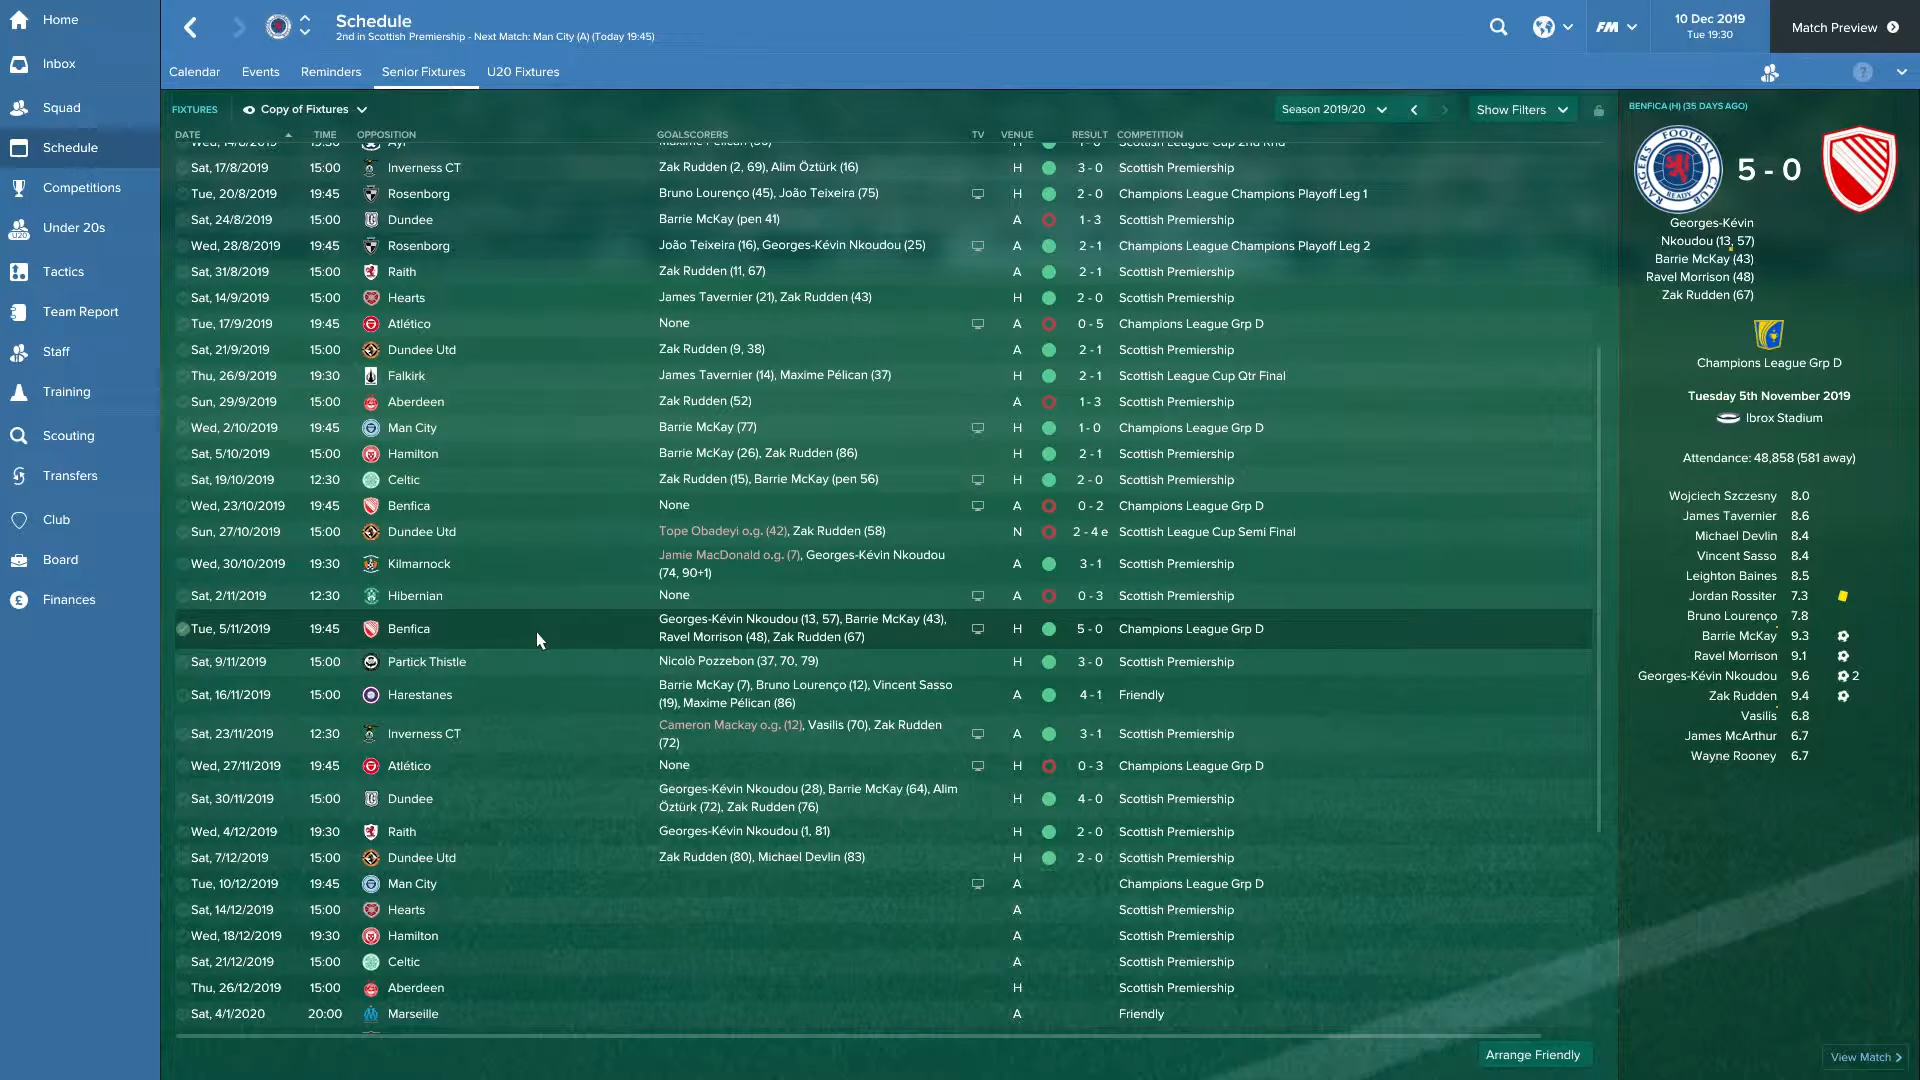 Home
Inbox
Squad
Schedule
Competitions
Under 20s
Tactics
Team Report
Staff
Training
Scouting
Transfers
Club
Board
Finances
Schedule
2nd in Scottish Premiership - Next Match: Man City (A) (Today 19:45)
FM
10 Dec 2019
Tue 19:30
Match Preview
Calendar Events Reminders Senior Fixtures U20 Fixtures
FIXTURES Copy of Fixtures Season 2019/20 Show Filters
DATE TIME OPPOSITION GOALSCORERS TV VENUE RESULT COMPETITION
Sat, 17/8/2019 15:00 Inverness CT Zak Rudden (2, 69), Alim Öztürk (16) H 3 - 0 Scottish Premiership
Tue, 20/8/2019 19:45 Rosenborg Bruno Lourenço (45), João Teixeira (75) H 2 - 0 Champions League Champions Playoff Leg 1
Sat, 24/8/2019 15:00 Dundee Barrie McKay (pen 41) A 1 - 3 Scottish Premiership
Wed, 28/8/2019 19:45 Rosenborg João Teixeira (16), Georges-Kévin Nkoudou (25) A 2 - 1 Champions League Champions Playoff Leg 2
Sat, 31/8/2019 15:00 Raith Zak Rudden (11, 67) A 2 - 1 Scottish Premiership
Sat, 14/9/2019 15:00 Hearts James Tavernier (21), Zak Rudden (43) H 2 - 0 Scottish Premiership
Tue, 17/9/2019 19:45 Atlético None A 0 - 5 Champions League Grp D
Sat, 21/9/2019 15:00 Dundee Utd Zak Rudden (9, 38) A 2 - 1 Scottish Premiership
Thu, 26/9/2019 19:30 Falkirk James Tavernier (14), Maxime Pélican (37) H 2 - 1 Scottish League Cup Qtr Final
Sun, 29/9/2019 15:00 Aberdeen Zak Rudden (52) A 1 - 3 Scottish Premiership
Wed, 2/10/2019 19:45 Man City Barrie McKay (77) H 1 - 0 Champions League Grp D
Sat, 5/10/2019 15:00 Hamilton Barrie McKay (26), Zak Rudden (86) H 2 - 1 Scottish Premiership
Sat, 19/10/2019 12:30 Celtic Zak Rudden (15), Barrie McKay (pen 56) H 2 - 0 Scottish Premiership
Wed, 23/10/2019 19:45 Benfica None A 0 - 2 Champions League Grp D
Sun, 27/10/2019 15:00 Dundee Utd Tope Obadeyi o.g. (42), Zak Rudden (58) N 2 - 4 e Scottish League Cup Semi Final
Wed, 30/10/2019 19:30 Kilmarnock Jamie MacDonald o.g. (7), Georges-Kévin Nkoudou A 3 - 1 Scottish Premiership
(74, 90+1)
Sat, 2/11/2019 12:30 Hibernian None A 0 - 3 Scottish Premiership
Tue, 5/11/2019 19:45 Benfica Georges-Kévin Nkoudou (13, 57), Barrie McKay (43), H 5 - 0 Champions League Grp D
Ravel Morrison (48), Zak Rudden (67)
Sat, 9/11/2019 15:00 Partick Thistle Nicolò Pozzebon (37, 70, 79) H 3 - 0 Scottish Premiership
Sat, 16/11/2019 15:00 Harestanes Barrie McKay (7), Bruno Lourenço (12), Vincent Sasso A 4 - 1 Friendly
(19), Maxime Pélican (86)
Sat, 23/11/2019 12:30 Inverness CT Cameron Mackay o.g. (12), Vasilis (70), Zak Rudden A 3 - 1 Scottish Premiership
(72)
Wed, 27/11/2019 19:45 Atlético None H 0 - 3 Champions League Grp D
Sat, 30/11/2019 15:00 Dundee Georges-Kévin Nkoudou (28), Barrie McKay (64), Alim H 4 - 0 Scottish Premiership
Öztürk (72), Zak Rudden (76)
Wed, 4/12/2019 19:30 Raith Georges-Kévin Nkoudou (1, 81) H 2 - 0 Scottish Premiership
Sat, 7/12/2019 15:00 Dundee Utd Zak Rudden (80), Michael Devlin (83) H 2 - 0 Scottish Premiership
Tue, 10/12/2019 19:45 Man City A Champions League Grp D
Sat, 14/12/2019 15:00 Hearts A Scottish Premiership
Wed, 18/12/2019 19:30 Hamilton A Scottish Premiership
Sat, 21/12/2019 15:00 Celtic A Scottish Premiership
Thu, 26/12/2019 15:00 Aberdeen H Scottish Premiership
Sat, 4/1/2020 20:00 Marseille A Friendly
Arrange Friendly
BENFICA (H) (35 DAYS AGO)
RANGERS FOOTBALL CLUB
READY
5 - 0
Georges-Kévin
Nkoudou (13, 57)
Barrie McKay (43)
Ravel Morrison (48)
Zak Rudden (67)
Champions League Grp D
Tuesday 5th November 2019
Ibrox Stadium
Attendance: 48,858 (581 away)
Wojciech Szczesny 8.0
James Tavernier 8.6
Michael Devlin 8.4
Vincent Sasso 8.4
Leighton Baines 8.5
Jordan Rossiter 7.3
Bruno Lourenço 7.8
Barrie McKay 9.3
Ravel Morrison 9.1
Georges-Kévin Nkoudou 9.6 2
Zak Rudden 9.4
Vasilis 6.8
James McArthur 6.7
Wayne Rooney 6.7
View Match